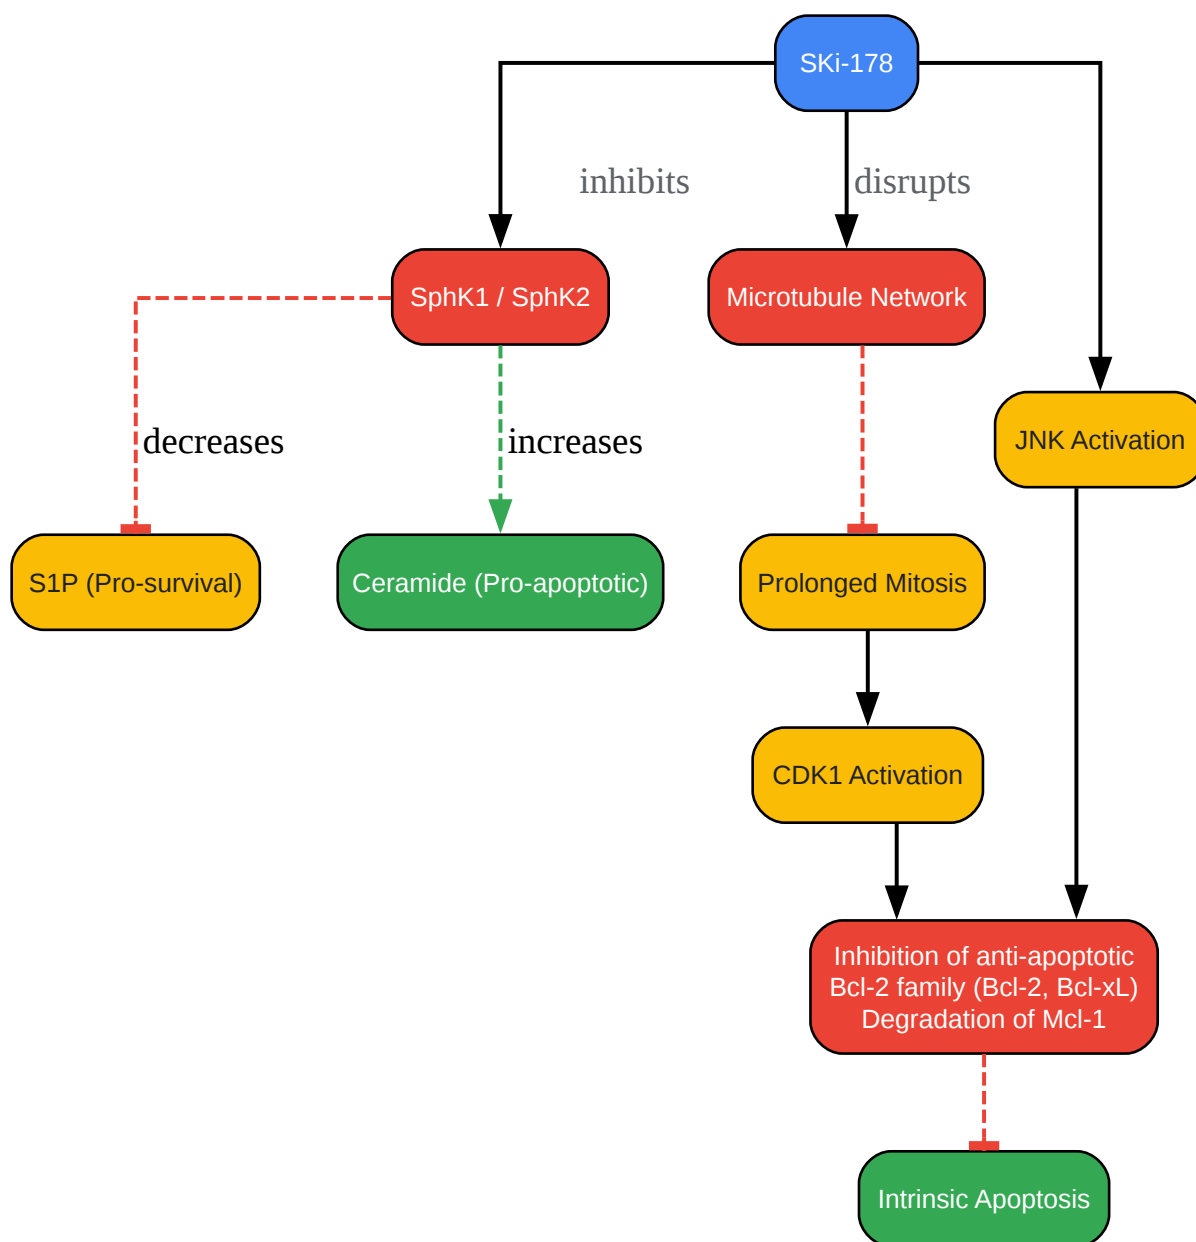 SKi-178
inhibits
disrupts
SphK1 / SphK2
Microtubule Network
decreases
increases
JNK Activation
S1P (Pro-survival)
Ceramide (Pro-apoptotic)
Prolonged Mitosis
CDK1 Activation
Inhibition of anti-apoptotic
Bcl-2 family (Bcl-2, Bcl-xL)
Degradation of Mcl-1
Intrinsic Apoptosis